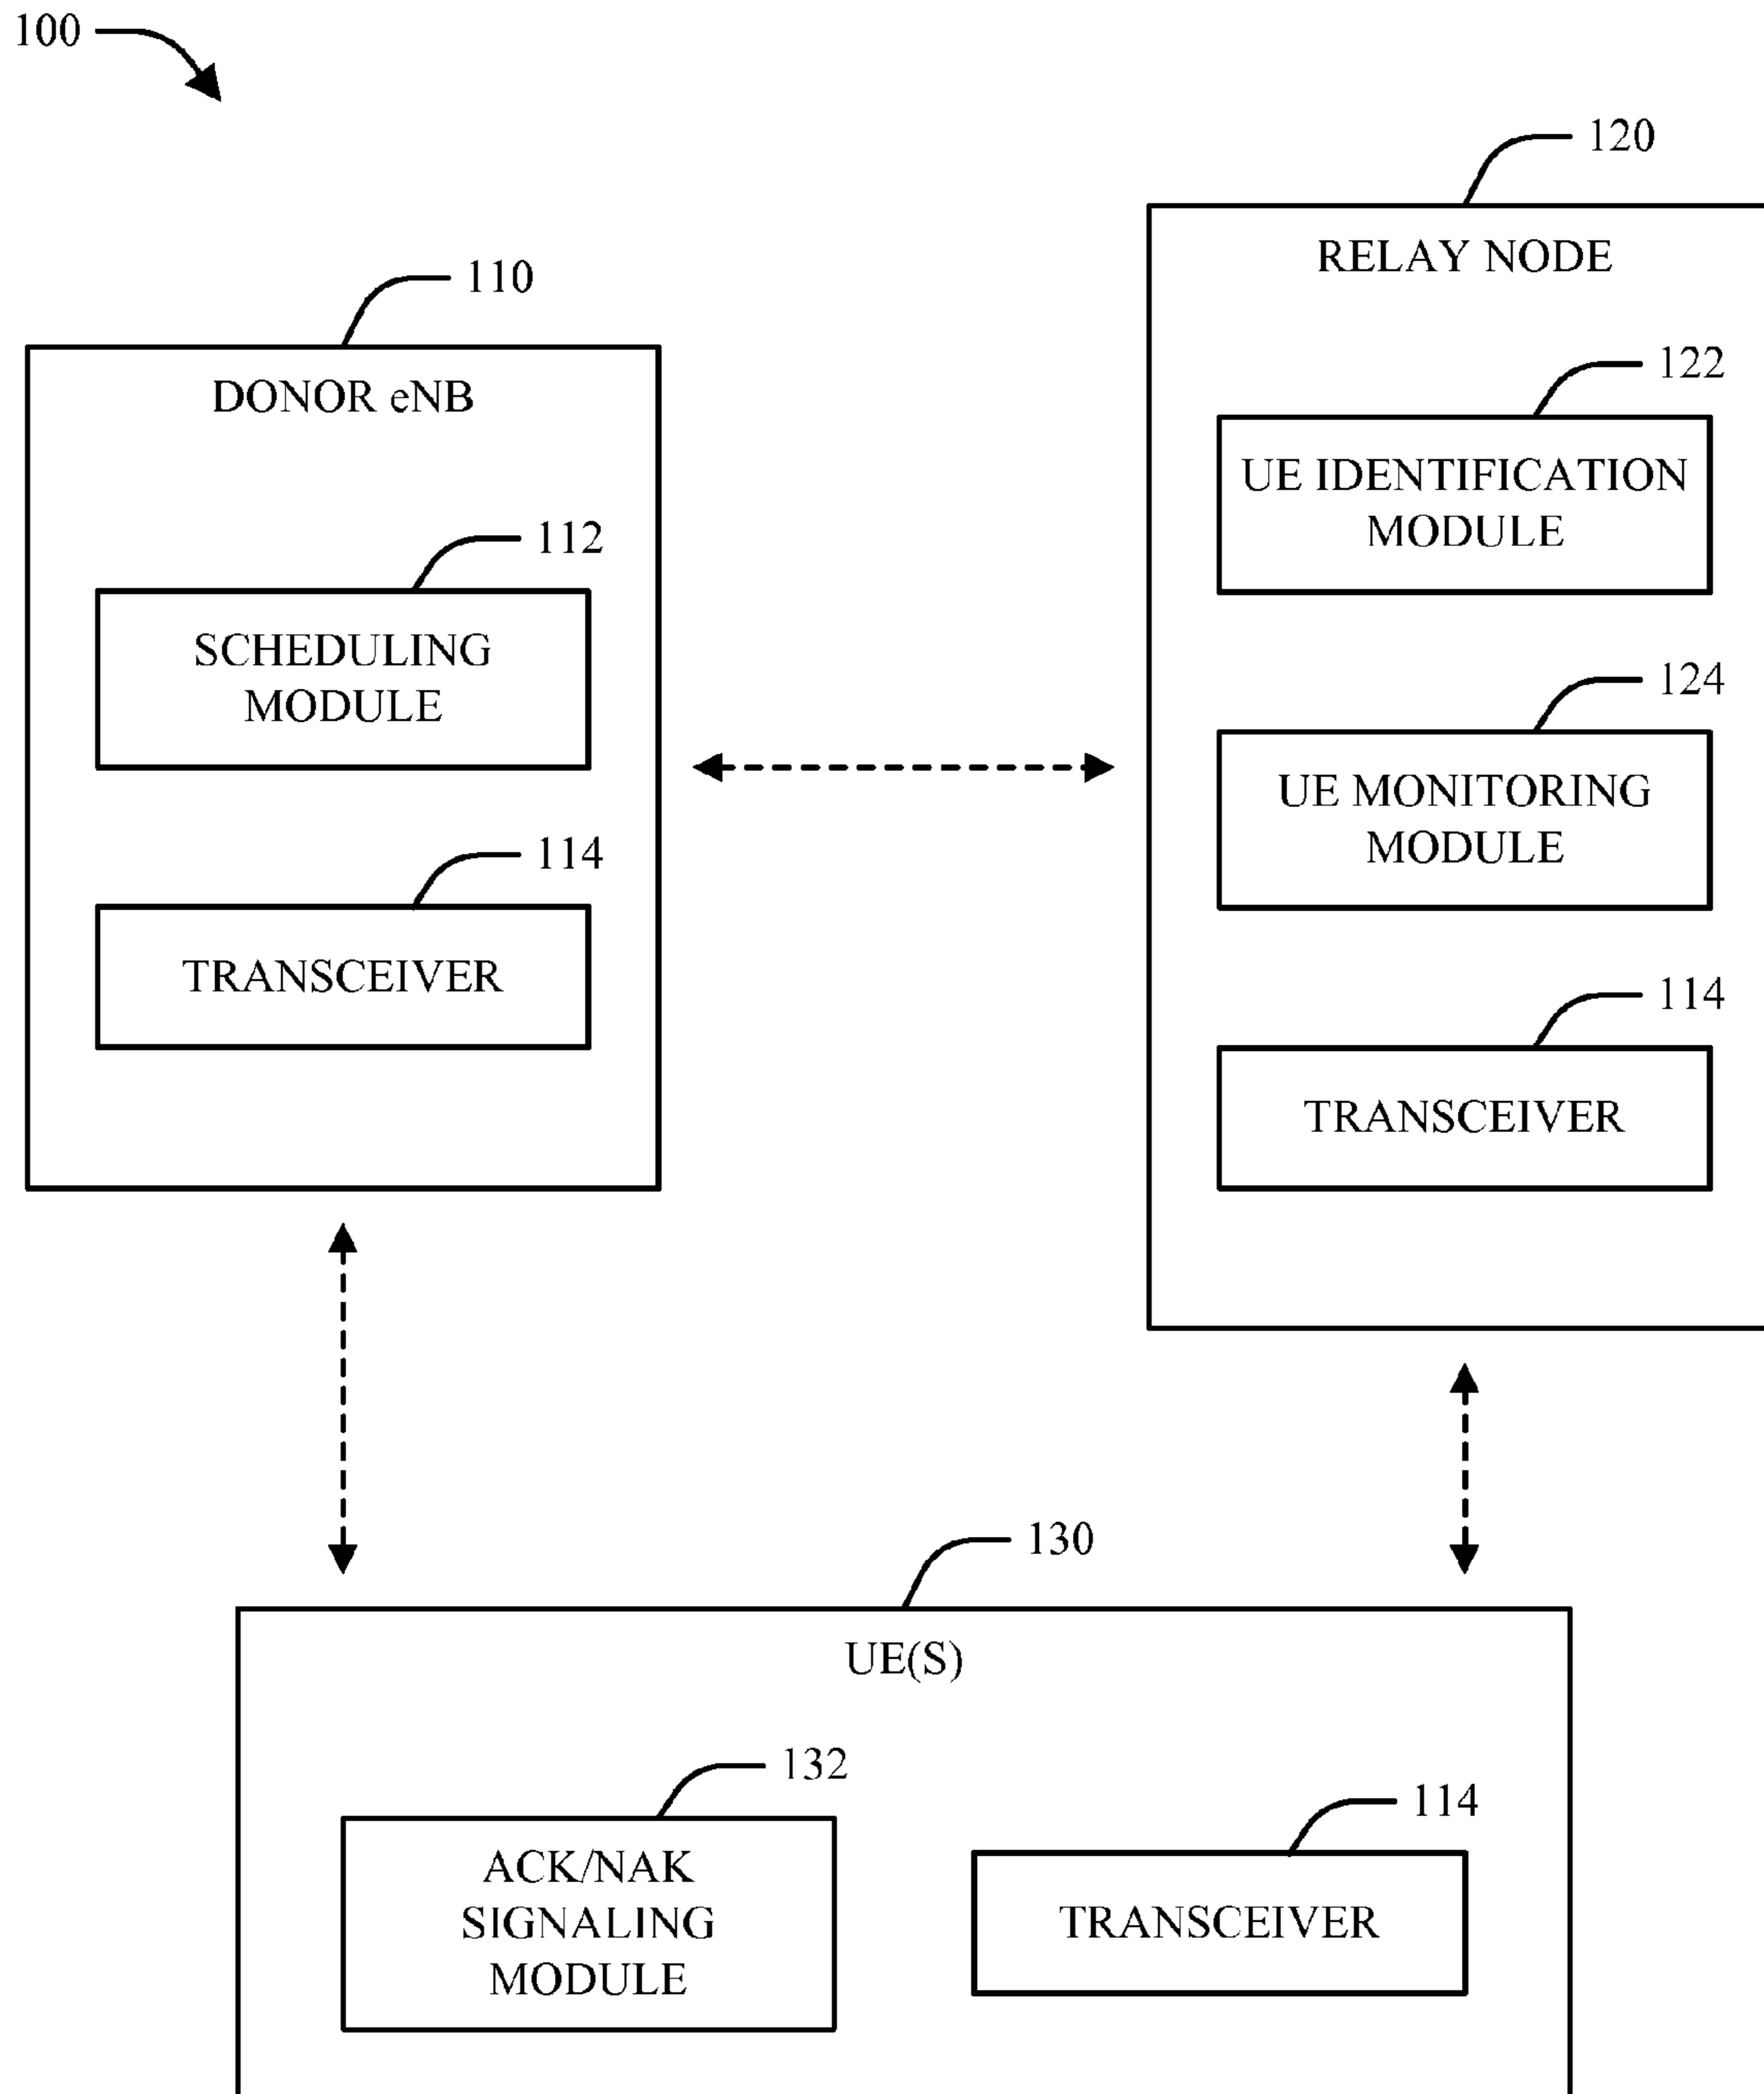 100
120
RELAY NODE
110
DONOR eNB
122
UE IDENTIFICATION
MODULE
112
SCHEDULING
MODULE
124
UE MONITORING
MODULE
114
TRANSCEIVER
114
TRANSCEIVER
130
UE(S)
132
ACK/NAK
SIGNALING
MODULE
114
TRANSCEIVER